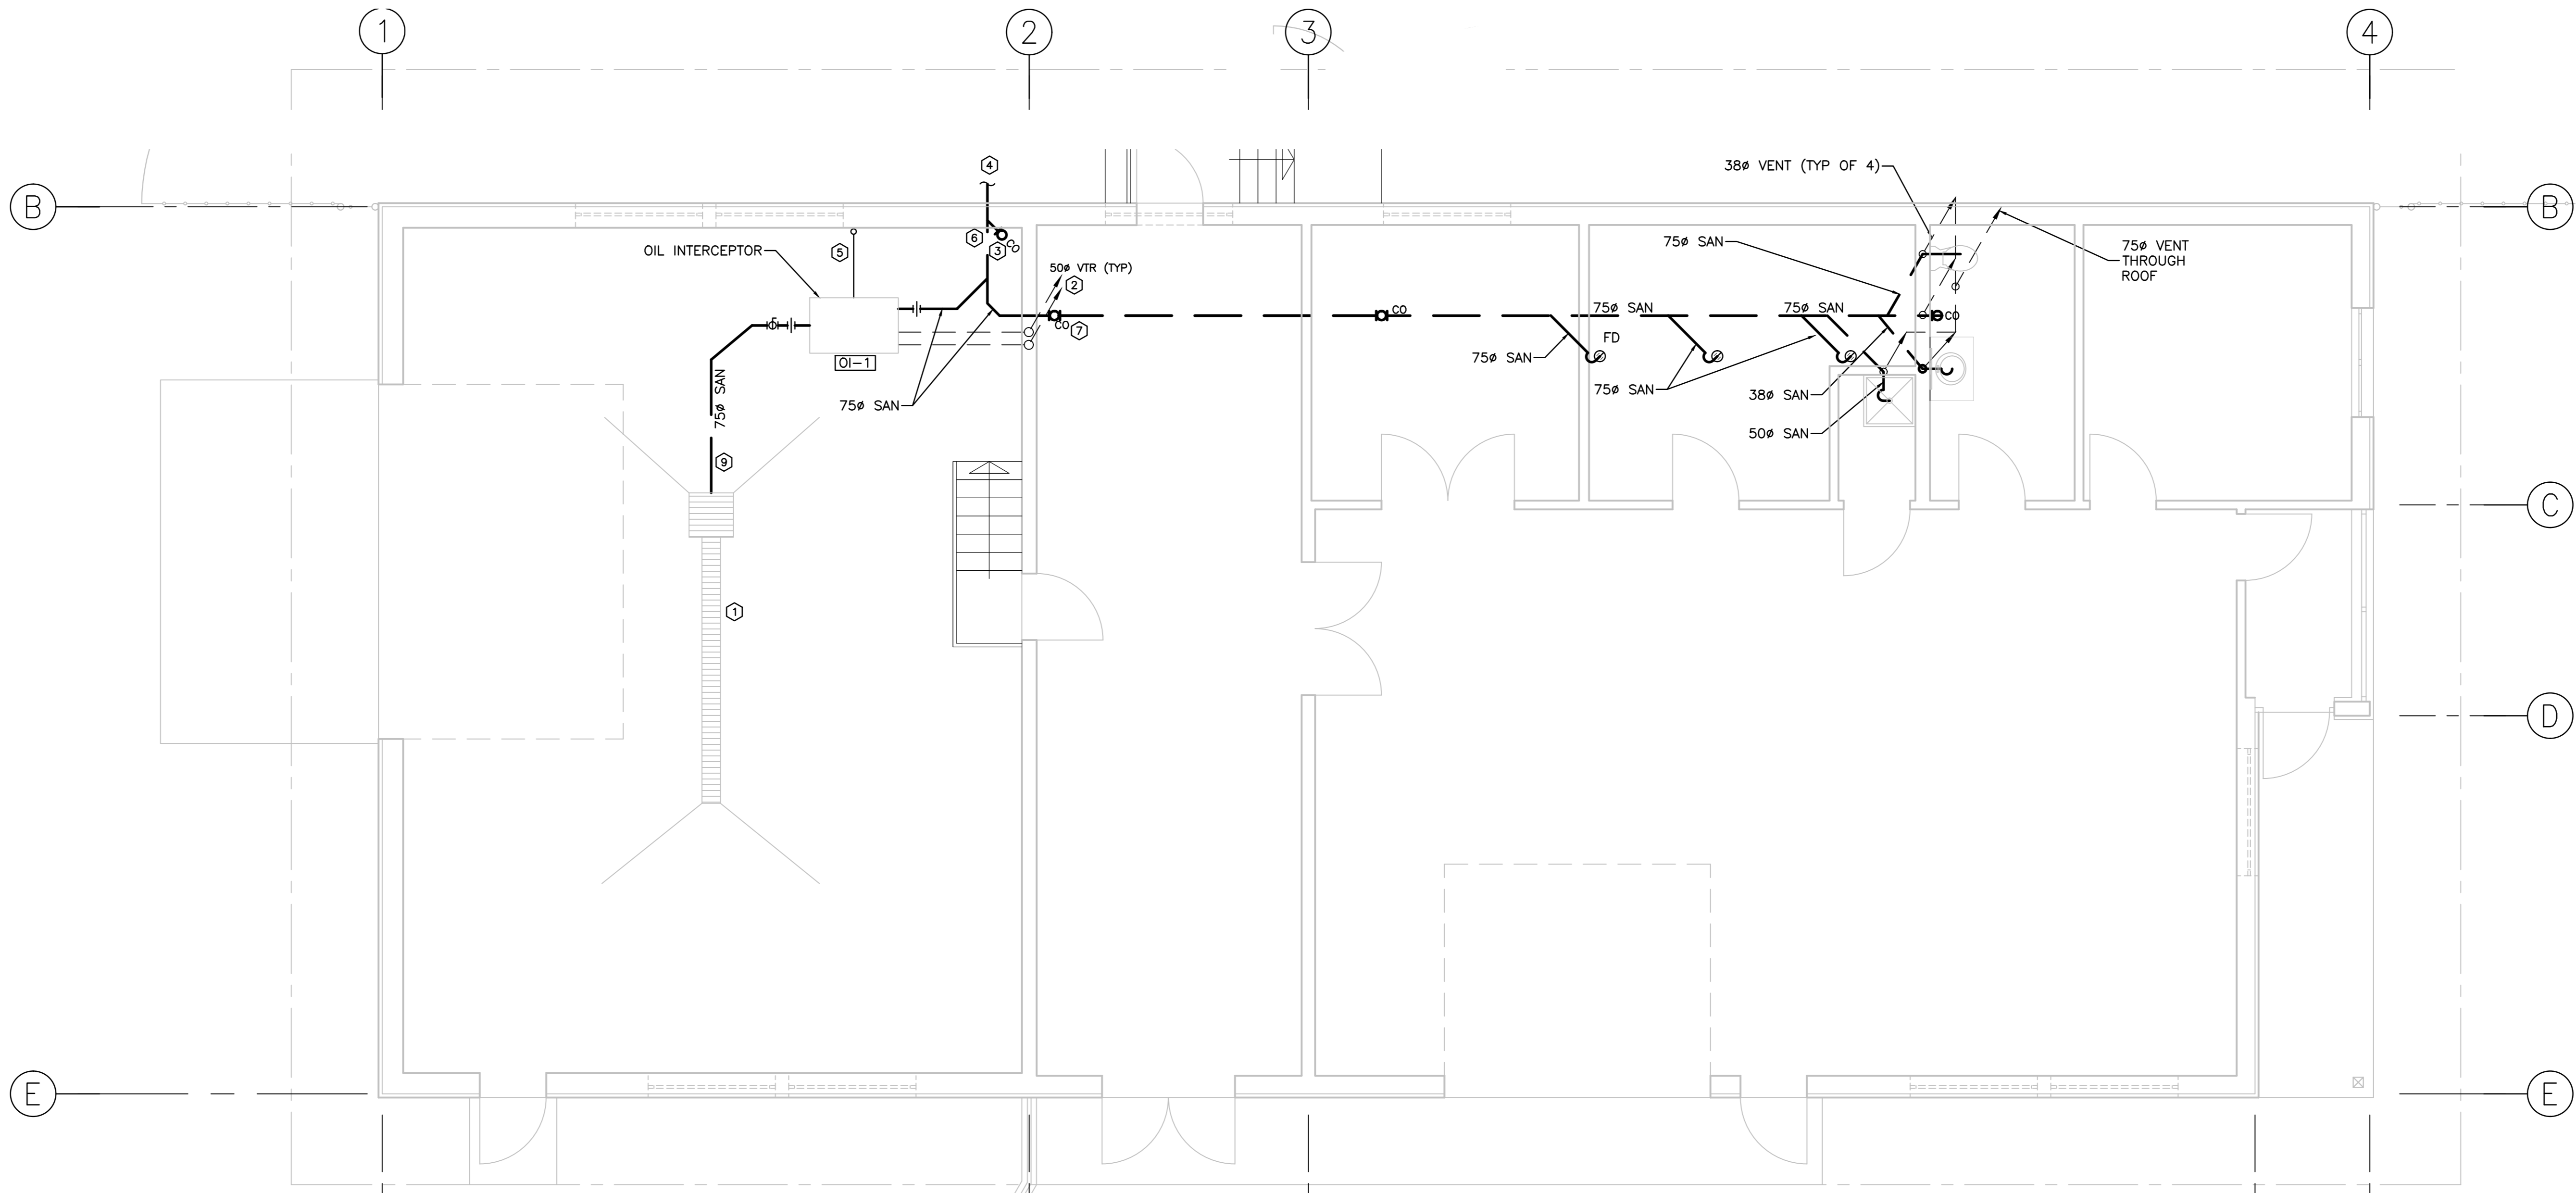 1
2
3
4
4
38ø VENT (TYP OF 4)
B
B
6
3
CO
5
OIL INTERCEPTOR
75ø SAN
75ø VENT
THROUGH
ROOF
50ø VTR (TYP)
2
CO
7
CO
75ø SAN
75ø SAN
CO
F
FD
OI-1
75ø SAN
75ø SAN
75ø SAN
75ø SAN
38ø SAN
75ø SAN
50ø SAN
9
C
1
D
E
E